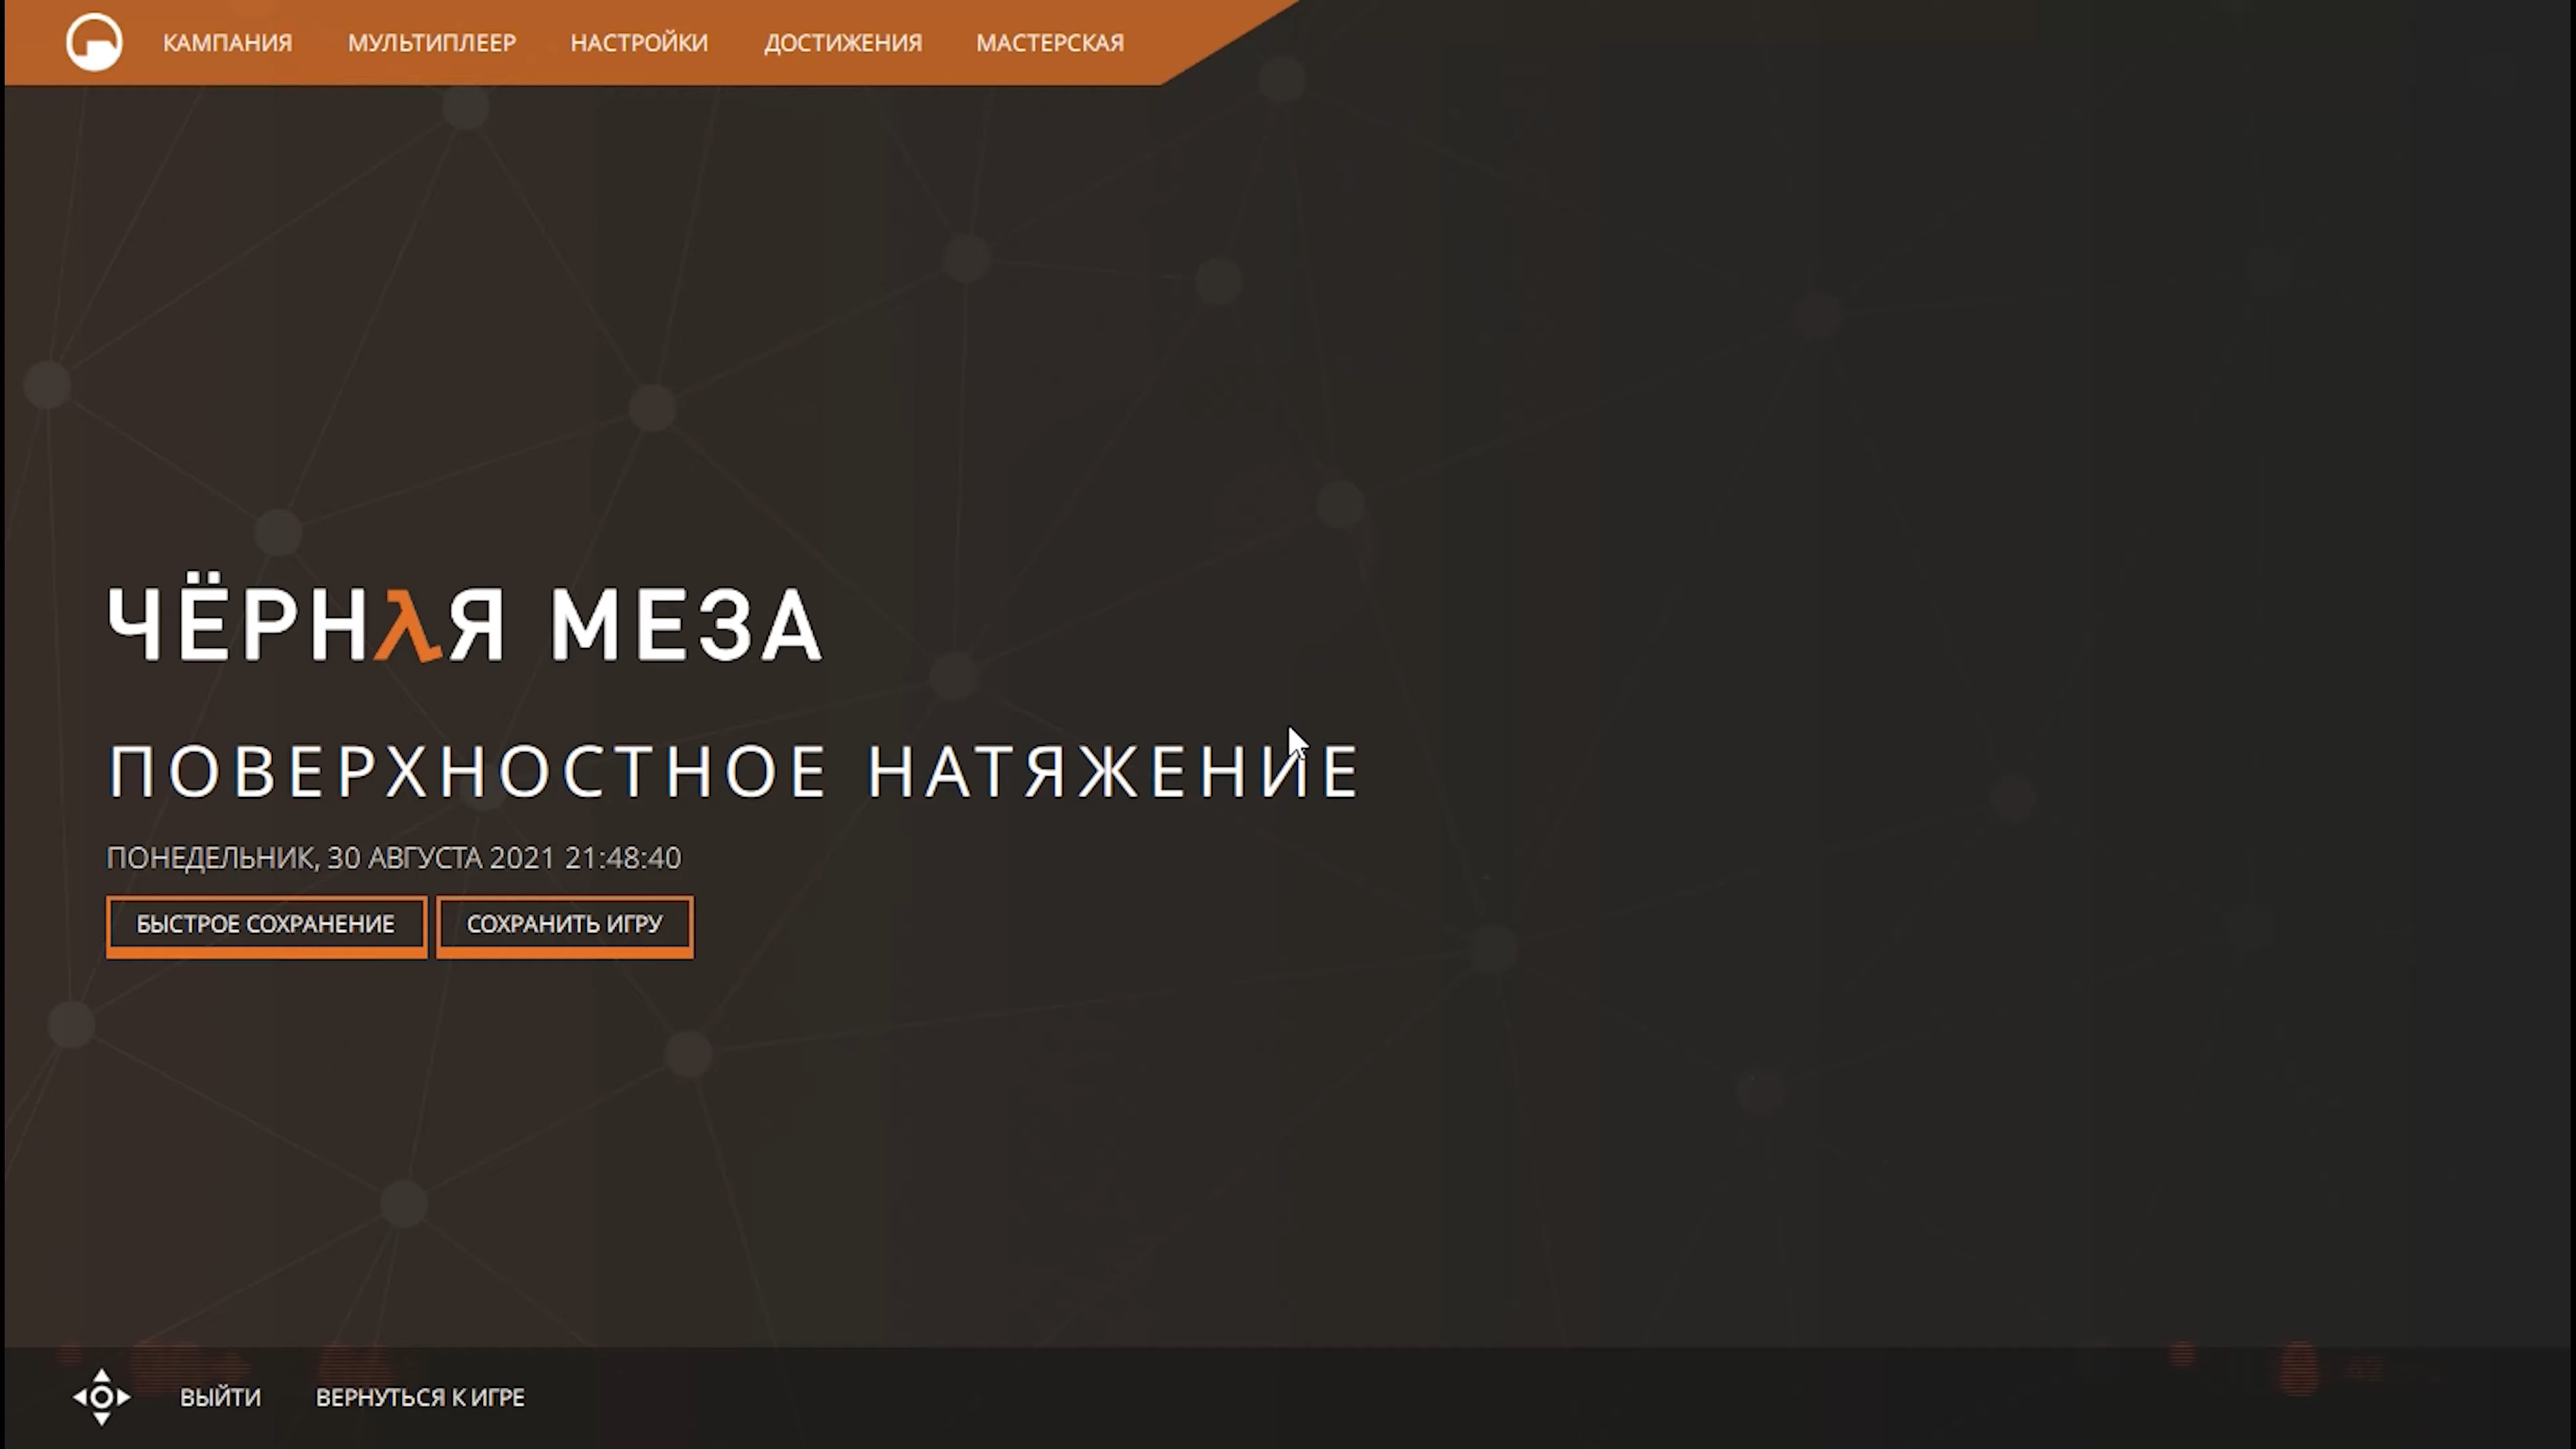 КАМПАНИЯ МУЛЬТИПЛЕЕР НАСТРОЙКИ ДОСТИЖЕНИЯ МАСТЕРСКАЯ
ЧЁРНλЯ МЕЗА
ПОВЕРХНОСТНОЕ НАТЯЖЕНИЕ
ПОНЕДЕЛЬНИК, 30 АВГУСТА 2021 21:48:40
БЫСТРОЕ СОХРАНЕНИЕ СОХРАНИТЬ ИГРУ
ВЫЙТИ ВЕРНУТЬСЯ К ИГРЕ